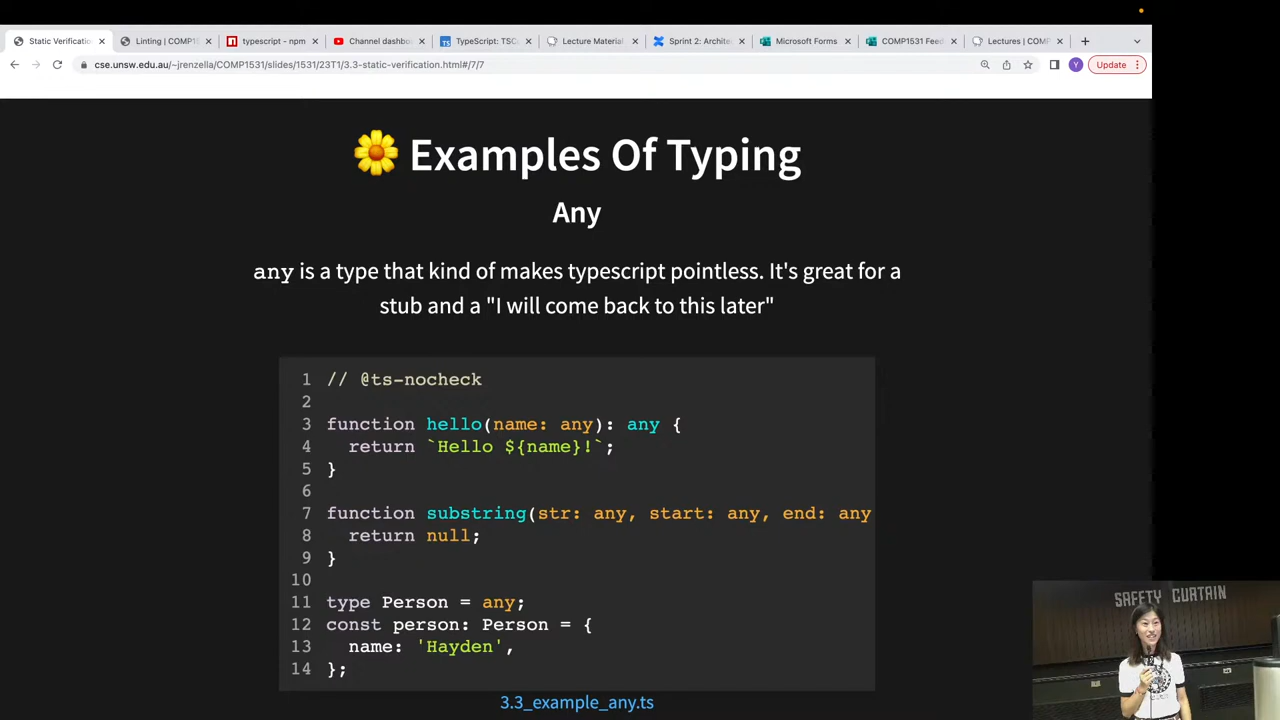 Static Verificatio
Linting | COMP15
typescript - npm
Channel dashbo
TypeScript: TSC
Lecture Material
Sprint 2: Archite
Microsoft Forms
COMP1531 Feed
Lectures | COMP
cse.unsw.edu.au/~jrenzella/COMP1531/slides/1531/23T1/3.3-static-verification.html#/7/7
Y
Update
Examples Of Typing
Any
any is a type that kind of makes typescript pointless. It's great for a
stub and a "I will come back to this later"
1 // @ts-nocheck
2
3 function hello(name: any): any {
4 return `Hello ${name}!`;
5 }
6
7 function substring(str: any, start: any, end: any
8 return null;
9 }
10
11 type Person = any;
12 const person: Person = {
13 name: 'Hayden',
14 };
3.3_example_any.ts
SAFETY CURTAIN